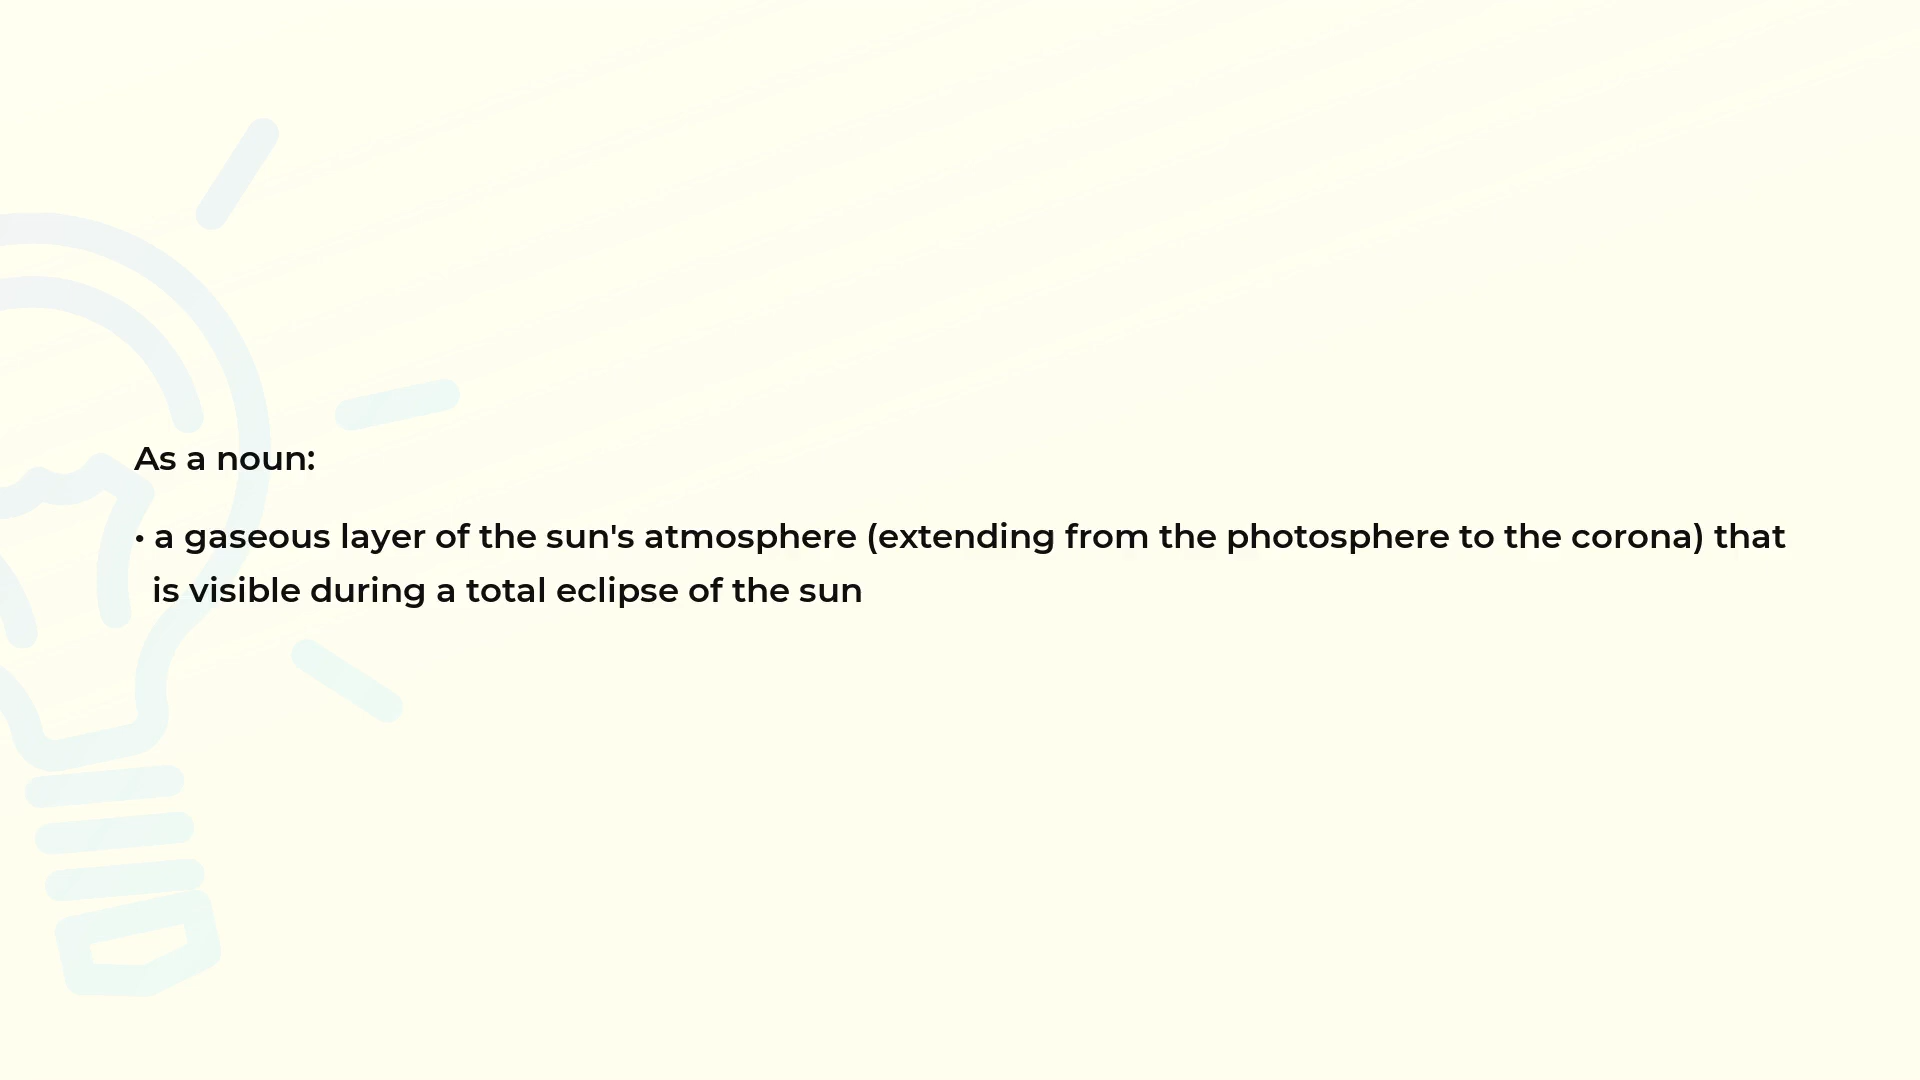 As a noun:
• a gaseous layer of the sun's atmosphere (extending from the photosphere to the corona) that
is visible during a total eclipse of the sun